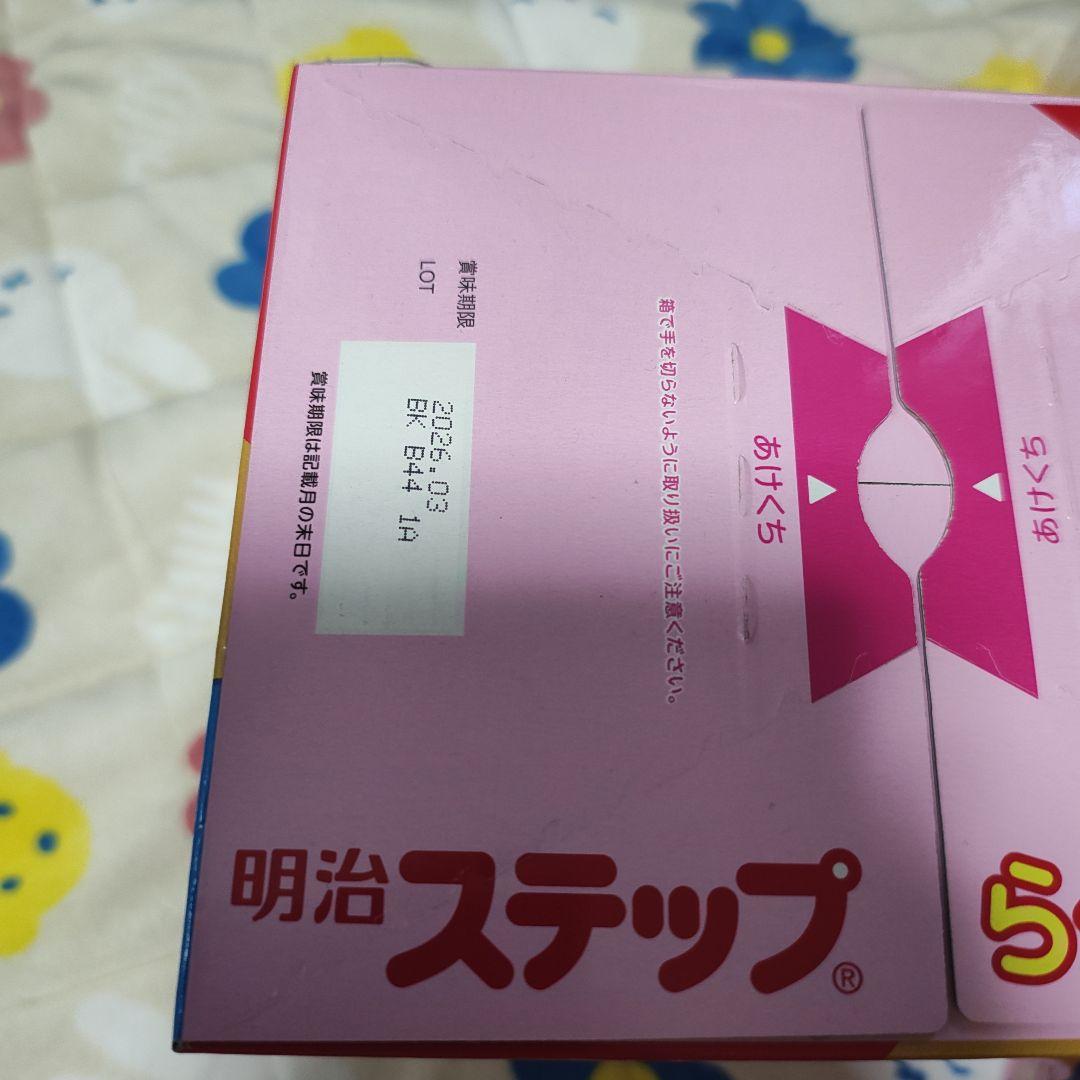 賞味期限
LOT
2026.03
BK B44 1A
賞味期限は記載月の末日です。
箱で手を切らないように取り扱いにご注意ください。
あけくち
あけくち
明治ステップ®
ら